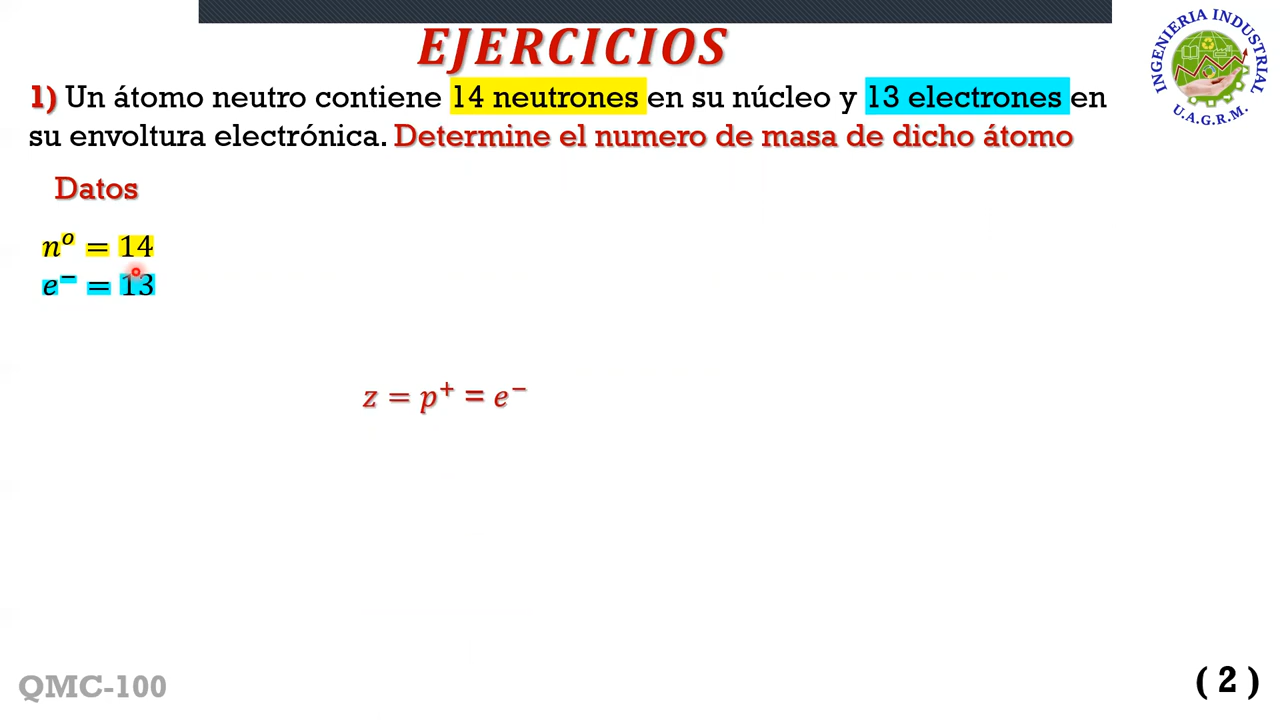 EJERCICIOS
INGENIERIA INDUSTRIAL
U.A.G.R.M.
1) Un átomo neutro contiene 14 neutrones en su núcleo y 13 electrones en
su envoltura electrónica. Determine el numero de masa de dicho átomo
Datos
nº = 14
e⁻ = 13
z = p⁺ = e⁻
QMC-100
( 2 )